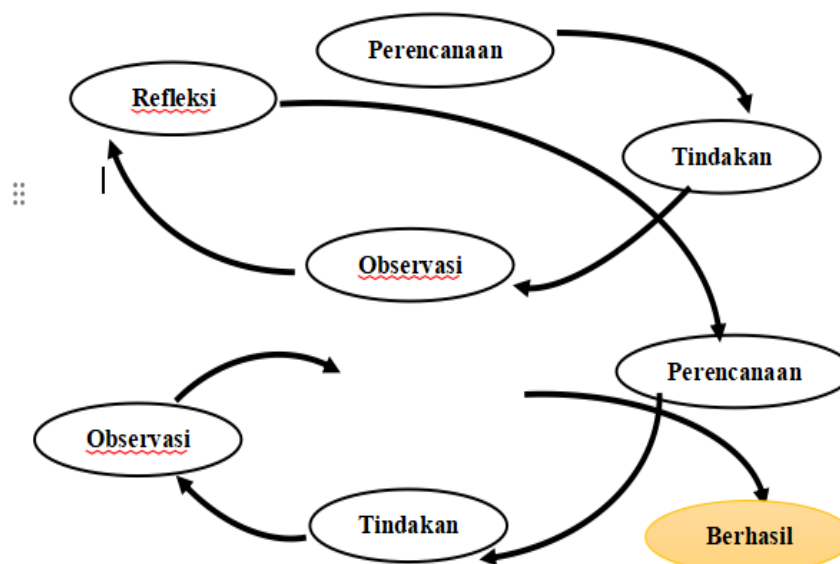 Perencanaan
Refleksi
Tindakan
Observasi
Perencanaan
Observasi
Tindakan
Berhasil